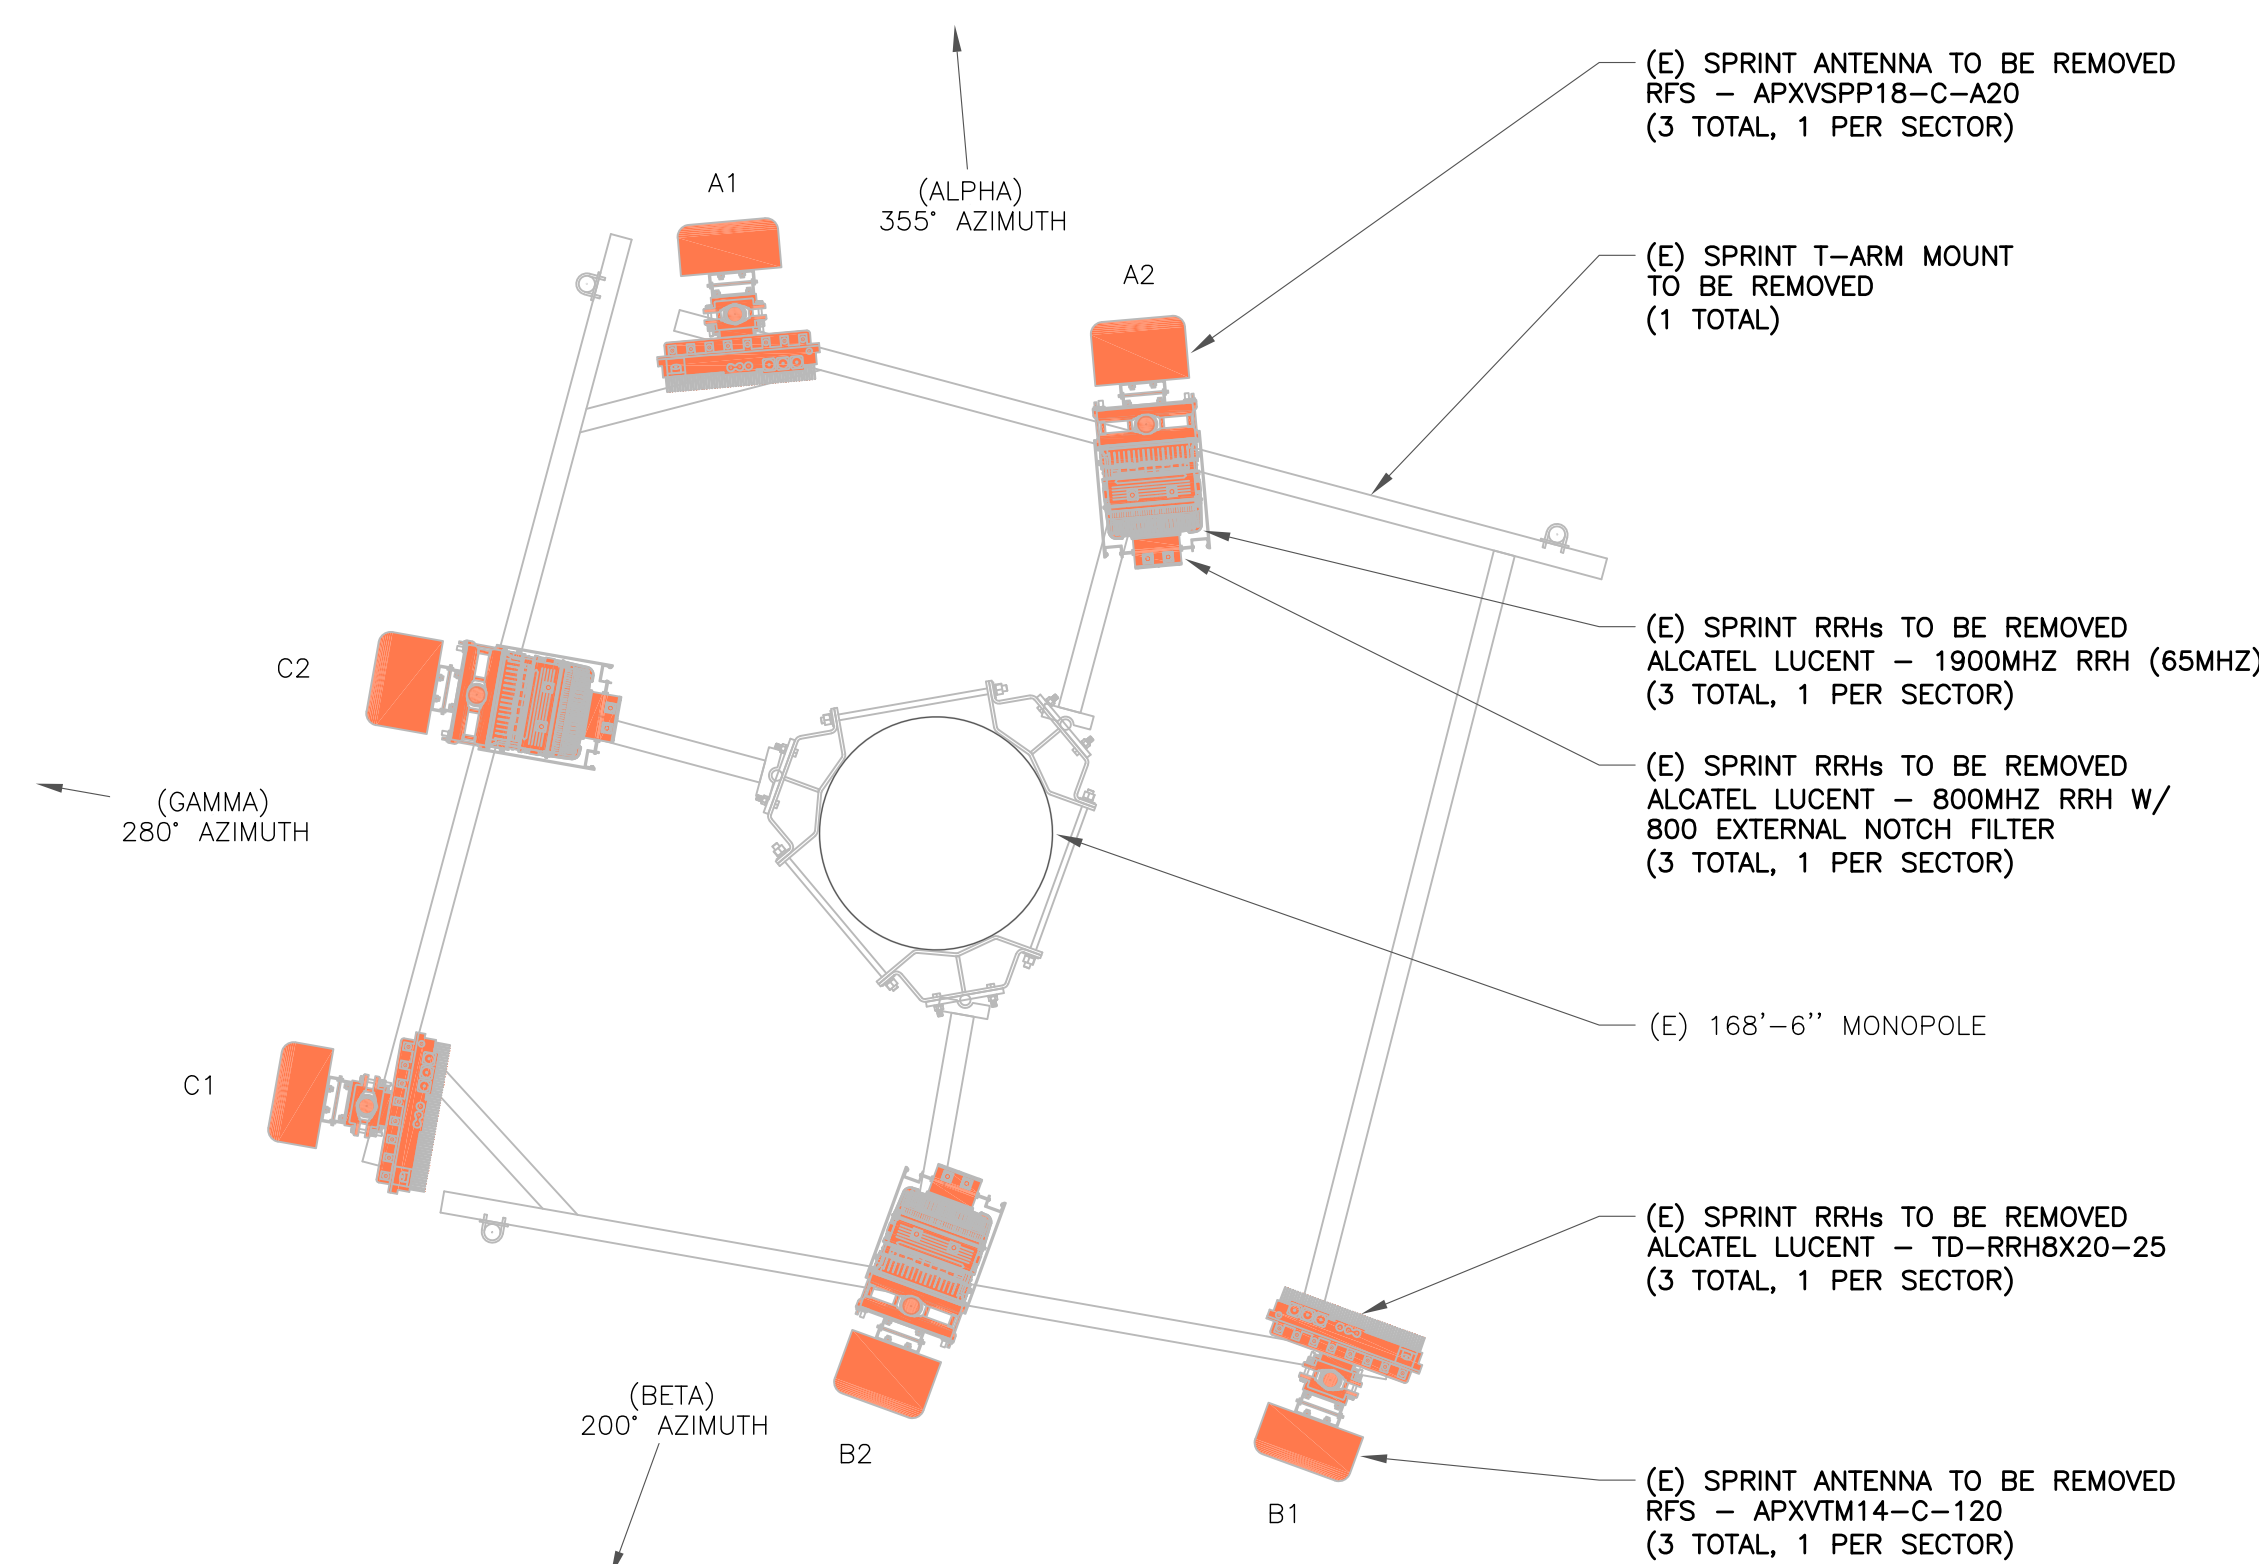 (E) SPRINT ANTENNA TO BE REMOVED
RFS - APXVSPP18-C-A20
(3 TOTAL, 1 PER SECTOR)
A1
(ALPHA)
355° AZIMUTH
A2
(E) SPRINT T-ARM MOUNT
TO BE REMOVED
(1 TOTAL)
(E) SPRINT RRHs TO BE REMOVED
ALCATEL LUCENT - 1900MHZ RRH (65MHZ)
(3 TOTAL, 1 PER SECTOR)
C2
(E) SPRINT RRHs TO BE REMOVED
ALCATEL LUCENT - 800MHZ RRH W/
800 EXTERNAL NOTCH FILTER
(3 TOTAL, 1 PER SECTOR)
(GAMMA)
280° AZIMUTH
(E) 168'-6'' MONOPOLE
C1
(E) SPRINT RRHs TO BE REMOVED
ALCATEL LUCENT - TD-RRH8X20-25
(3 TOTAL, 1 PER SECTOR)
(BETA)
200° AZIMUTH
B2
B1
(E) SPRINT ANTENNA TO BE REMOVED
RFS - APXVTM14-C-120
(3 TOTAL, 1 PER SECTOR)